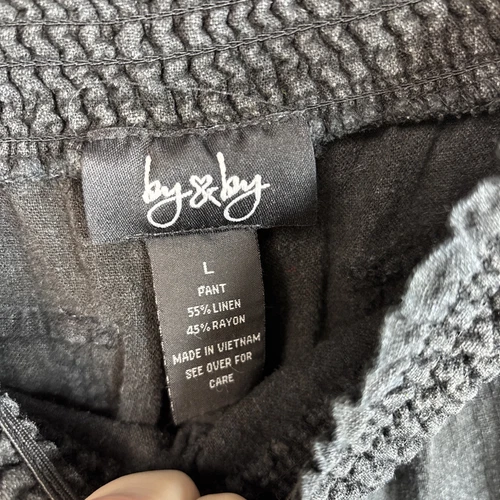 by & by
L
PANT
55% LINEN
45% RAYON
MADE IN VIETNAM
SEE OVER FOR
CARE